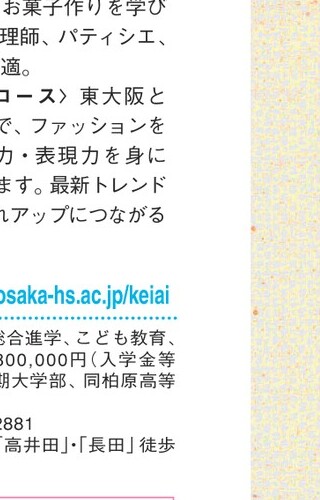 お菓子作りを学び
理師、パティシエ、
適。
コース〉東大阪と
で、ファッションを
力・表現力を身に
ます。最新トレンド
れアップにつながる
osaka-hs.ac.jp/keiai
総合進学、こども教育、
300,000円（入学金等
期大学部、同柏原高等
2881
「高井田」・「長田」徒歩